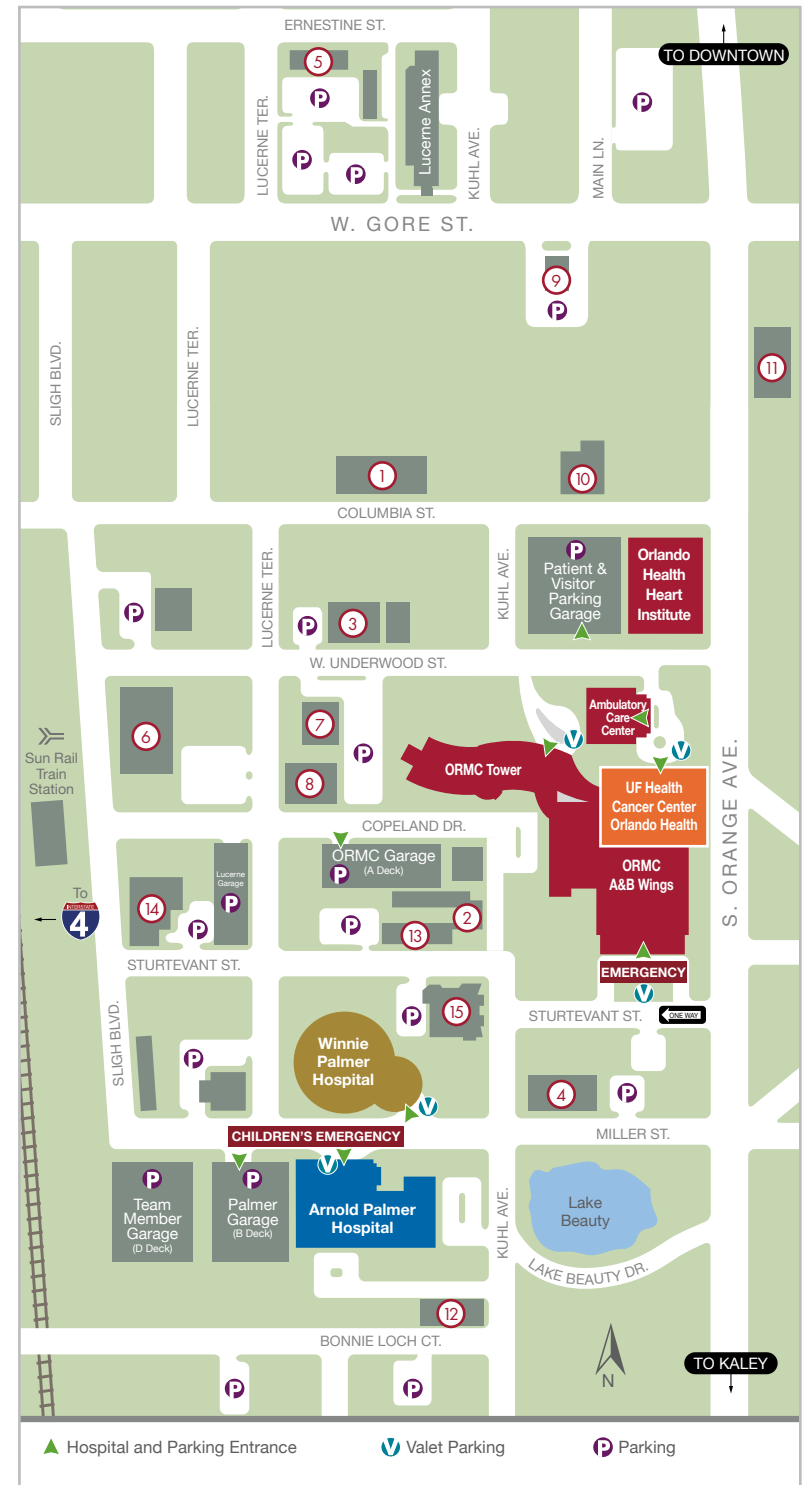 ERNESTINE ST.
TO DOWNTOWN
5
P
P
LUCERNE TER.
Lucerne Annex
KUHL AVE.
MAIN LN.
P
P
W. GORE ST.
9
P
SLIGH BLVD.
LUCERNE TER.
11
1
10
COLUMBIA ST.
LUCERNE TER.
KUHL AVE.
P
Patient &
Visitor
Parking
Garage
Orlando
Health
Heart
Institute
P
P
3
W. UNDERWOOD ST.
6
7
P
8
Ambulatory
Care
Center
V
V
ORMC Tower
Sun Rail
Train
Station
UF Health
Cancer Center
Orlando Health
S. ORANGE AVE.
COPELAND DR.
ORMC Garage
(A Deck)
P
ORMC
A&B Wings
Lucerne
Garage
P
To
INTERSTATE
4
14
P
P
13
2
STURTEVANT ST.
EMERGENCY
V
SLIGH BLVD.
P
15
STURTEVANT ST.
ONE WAY
Winnie
Palmer
Hospital
P
4
P
V
CHILDREN'S EMERGENCY
MILLER ST.
V
P
Team
Member
Garage
(D Deck)
P
Palmer
Garage
(B Deck)
Arnold Palmer
Hospital
KUHL AVE.
Lake
Beauty
LAKE BEAUTY DR.
12
BONNIE LOCH CT.
N
TO KALEY
P
P
Hospital and Parking Entrance
V Valet Parking
P Parking